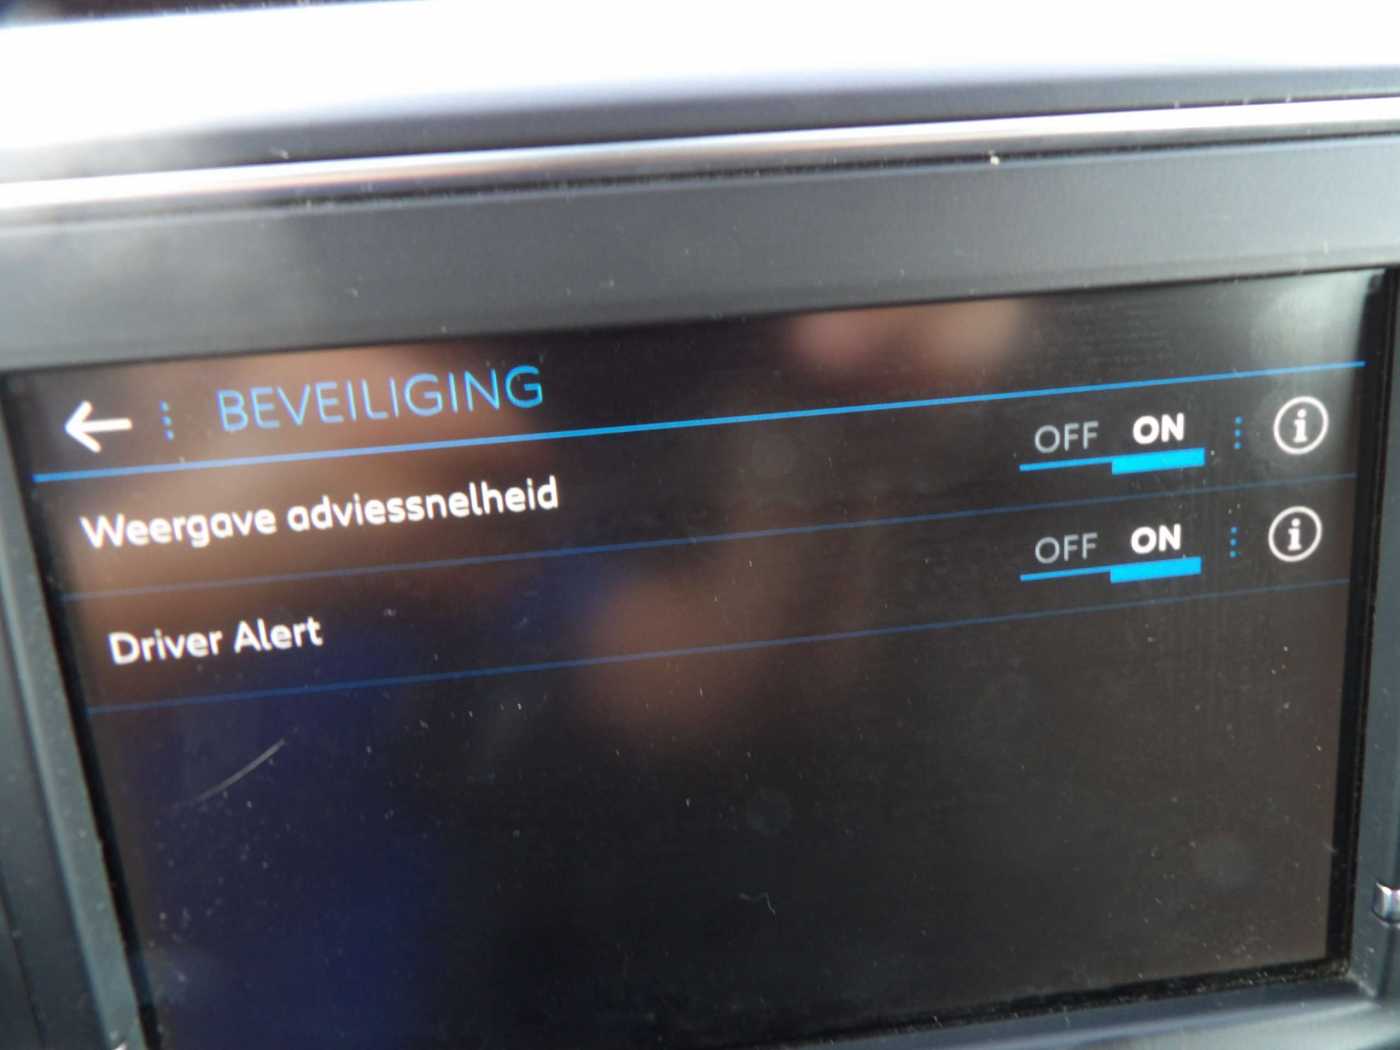 BEVEILIGING
Weergave adviessnelheid OFF ON
Driver Alert OFF ON